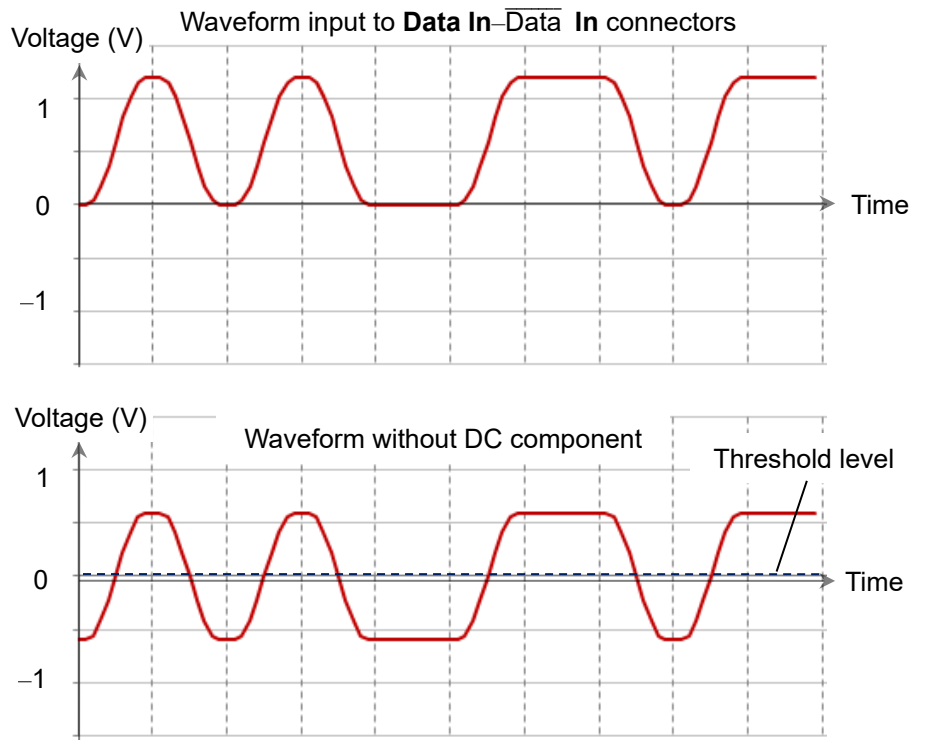 Waveform input to Data In–Data In connectors
Voltage (V)
1
0
Time
–1
Voltage (V)
Waveform without DC component
Threshold level
1
0
Time
–1